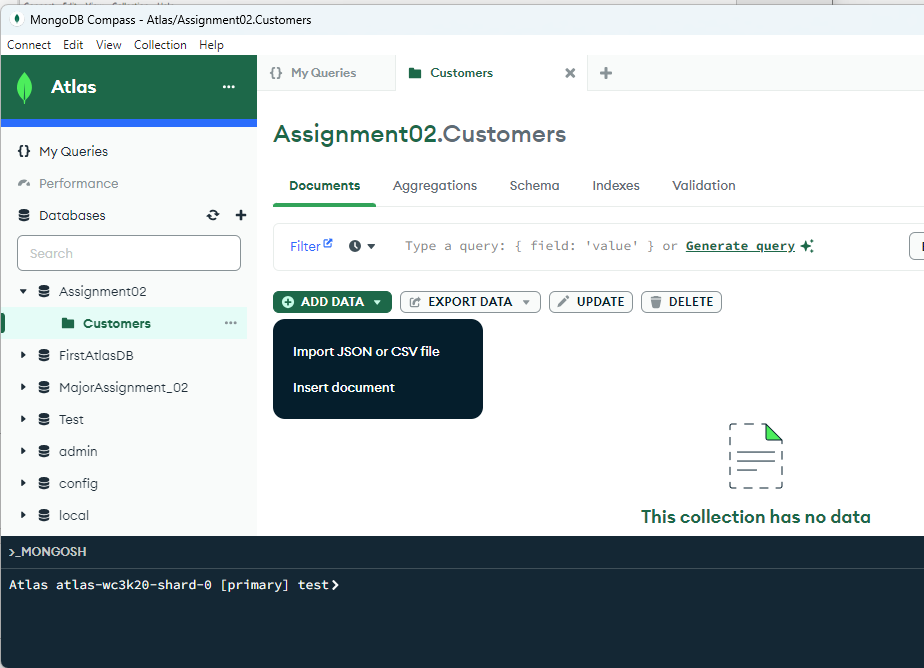 MongoDB Compass - Atlas/Assignment02.Customers
Connect Edit View Collection Help
Atlas
{} My Queries
Customers
{} My Queries
Performance
Databases
Search
Assignment02
Customers
FirstAtlasDB
MajorAssignment_02
Test
admin
config
local
Assignment02.Customers
Documents Aggregations Schema Indexes Validation
Filter Type a query: { field: 'value' } or Generate query
ADD DATA EXPORT DATA UPDATE DELETE
Import JSON or CSV file
Insert document
This collection has no data
>_MONGOSH
Atlas atlas-wc3k20-shard-0 [primary] test>